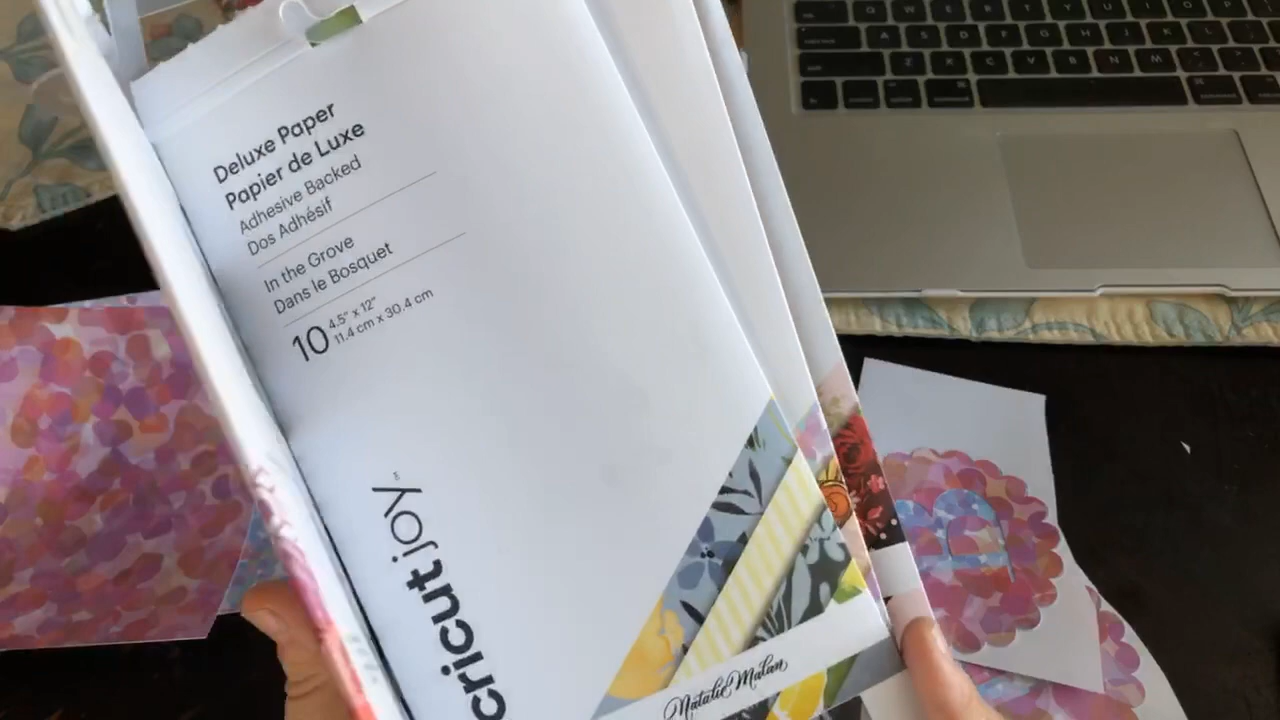 Deluxe Paper
Papier de Luxe
Adhesive Backed
Dos Adhésif
In the Grove
Dans le Bosquet
10 4.5" x 12"
11.4 cm x 30.4 cm
cricut joy™
Natalie Malan
Q W E R T Y U I O P
A S D F G H J K L
Z X C V B N M